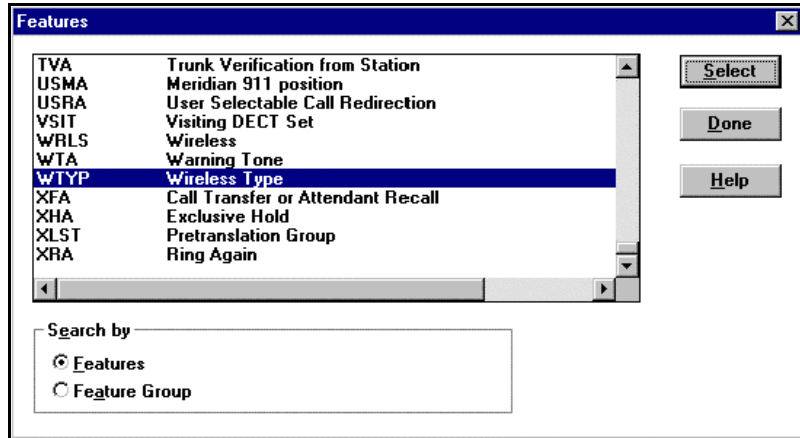 Features
TVA Trunk Verification from Station
USMA Meridian 911 position
USRA User Selectable Call Redirection
VSIT Visiting DECT Set
WRLS Wireless
WTA Warning Tone
WTYP Wireless Type
XFA Call Transfer or Attendant Recall
XHA Exclusive Hold
XLST Pretranslation Group
XRA Ring Again
Select
Done
Help
Search by
Features
Feature Group